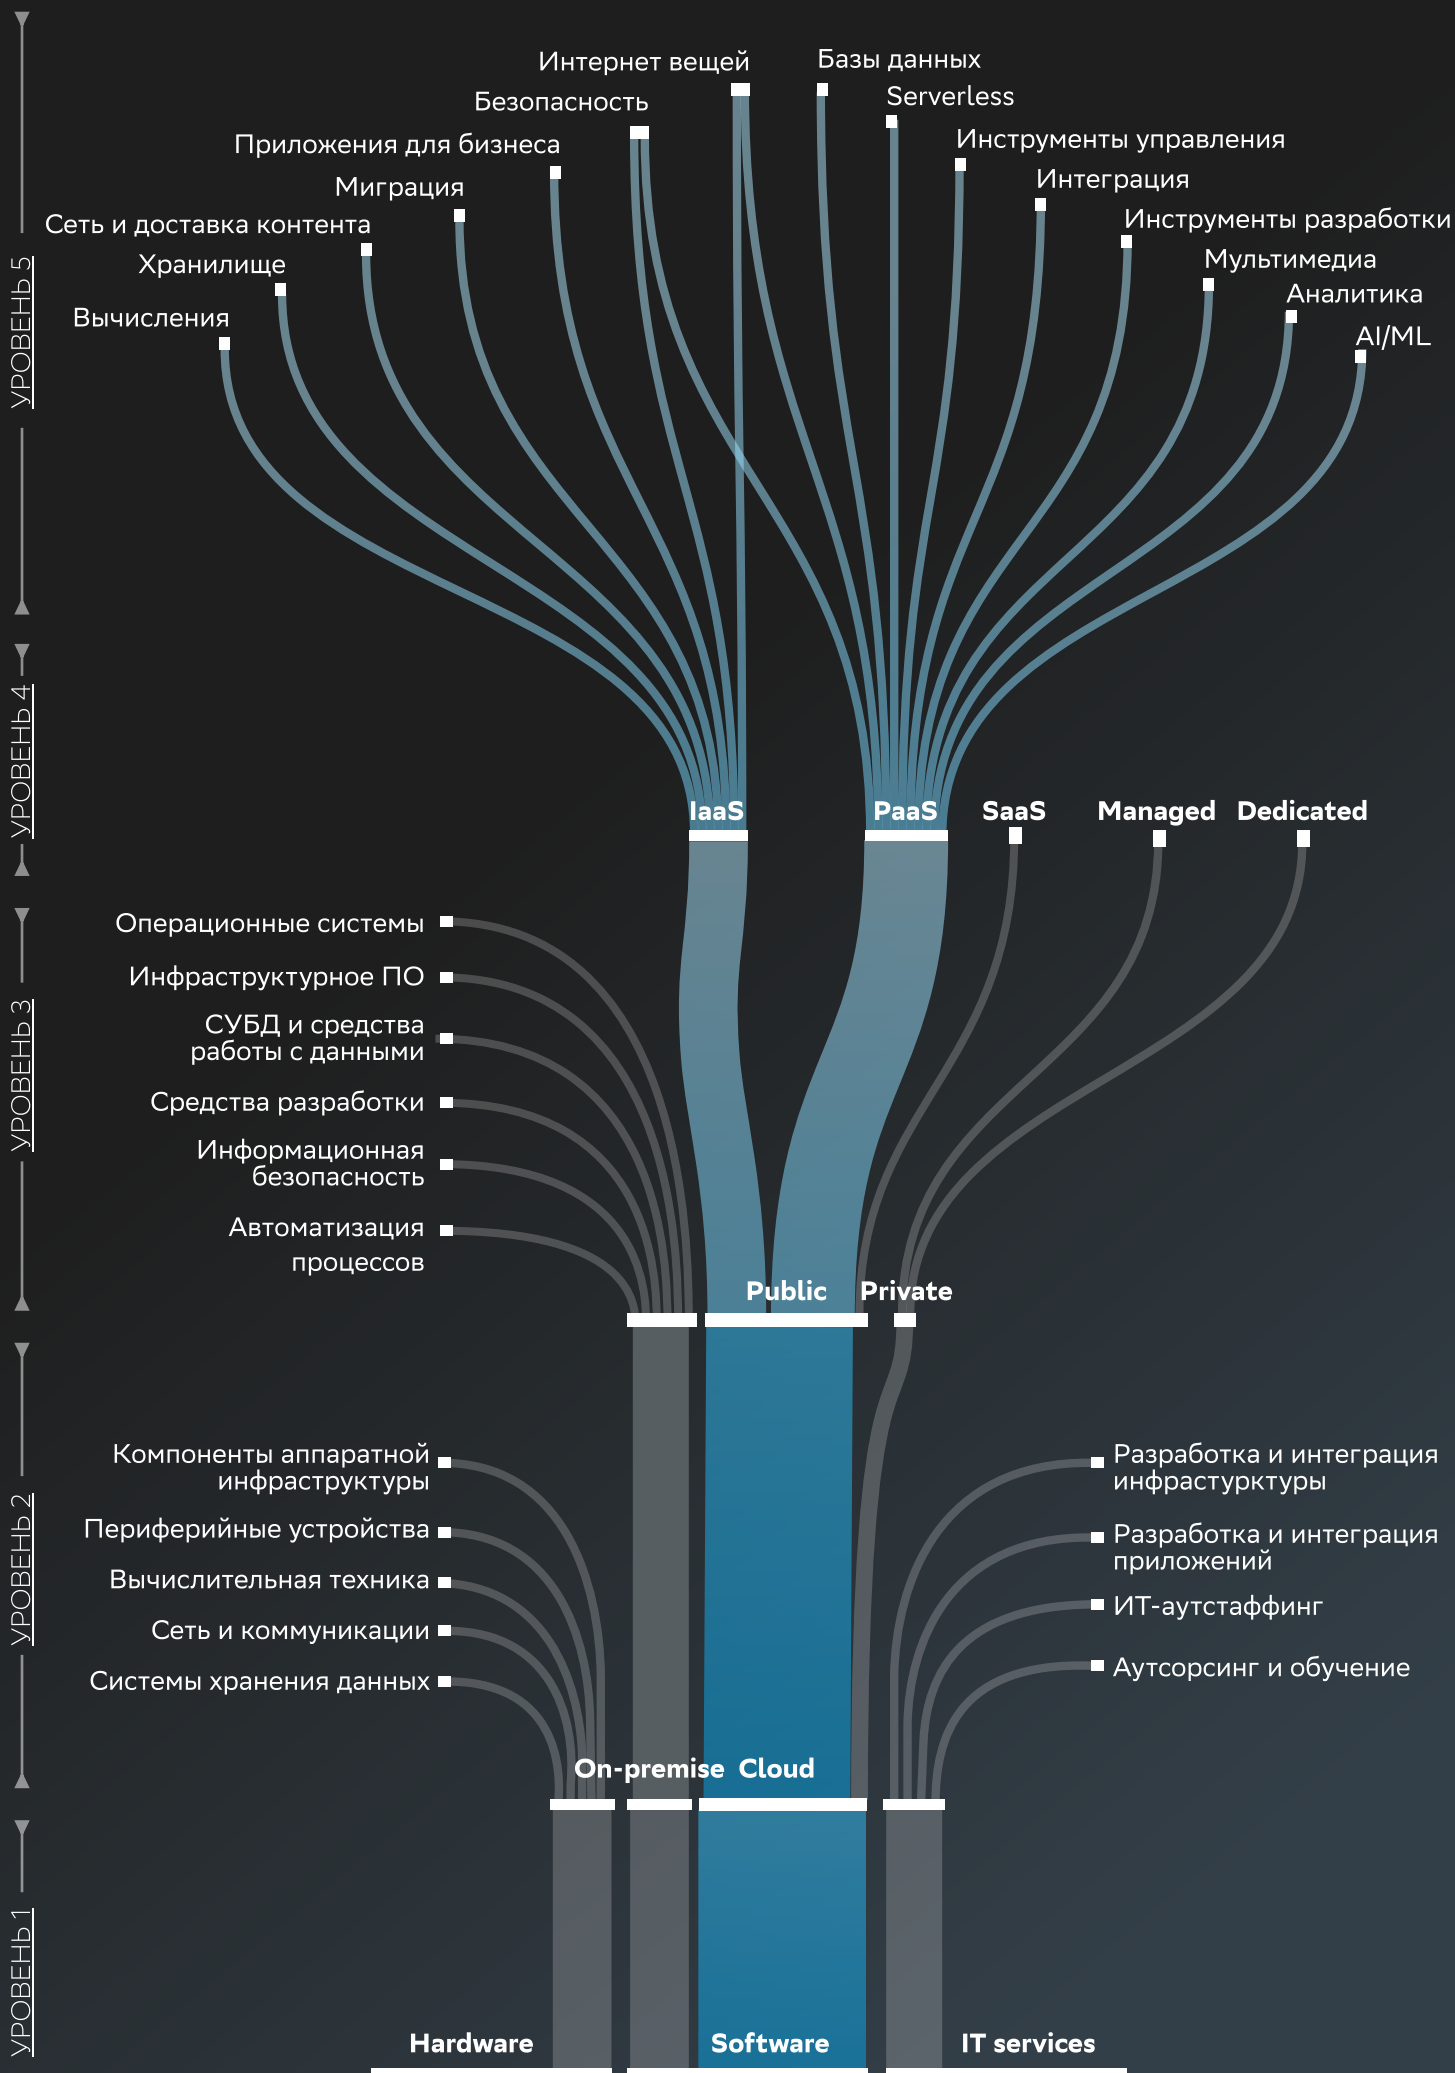 Интернет вещей
Базы данных
Безопасность
Serverless
Приложения для бизнеса
Инструменты управления
Миграция
Интеграция
Сеть и доставка контента
Инструменты разработки
Хранилище
Мультимедиа
Вычисления
Аналитика
AI/ML
УРОВЕНЬ 5
УРОВЕНЬ 4
IaaS
PaaS
SaaS
Managed
Dedicated
УРОВЕНЬ 3
Операционные системы
Инфраструктурное ПО
СУБД и средства
работы с данными
Средства разработки
Информационная
безопасность
Автоматизация
процессов
Public
Private
УРОВЕНЬ 2
Компоненты аппаратной
инфраструктуры
Периферийные устройства
Вычислительная техника
Сеть и коммуникации
Системы хранения данных
Разработка и интеграция
инфрастурктуры
Разработка и интеграция
приложений
ИТ-аутстаффинг
Аутсорсинг и обучение
On-premise
Cloud
УРОВЕНЬ 1
Hardware
Software
IT services